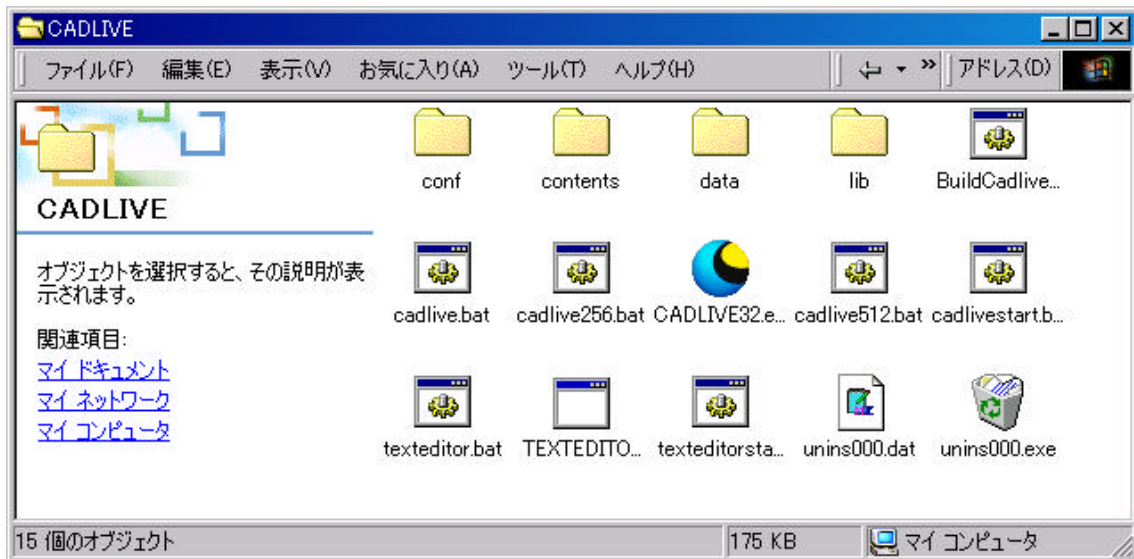 CADLIVE
ファイル(F) 編集(E) 表示(V) お気に入り(A) ツール(T) ヘルプ(H) » アドレス(D)
CADLIVE
オブジェクトを選択すると、その説明が表
示されます。
関連項目:
マイ ドキュメント
マイ ネットワーク
マイ コンピュータ
conf contents data lib BuildCadlive...
cadlive.bat cadlive256.bat CADLIVE32.e... cadlive512.bat cadlivestart.b...
texteditor.bat TEXTEDITO... texteditorsta... unins000.dat unins000.exe
15 個のオブジェクト 175 KB マイ コンピュータ